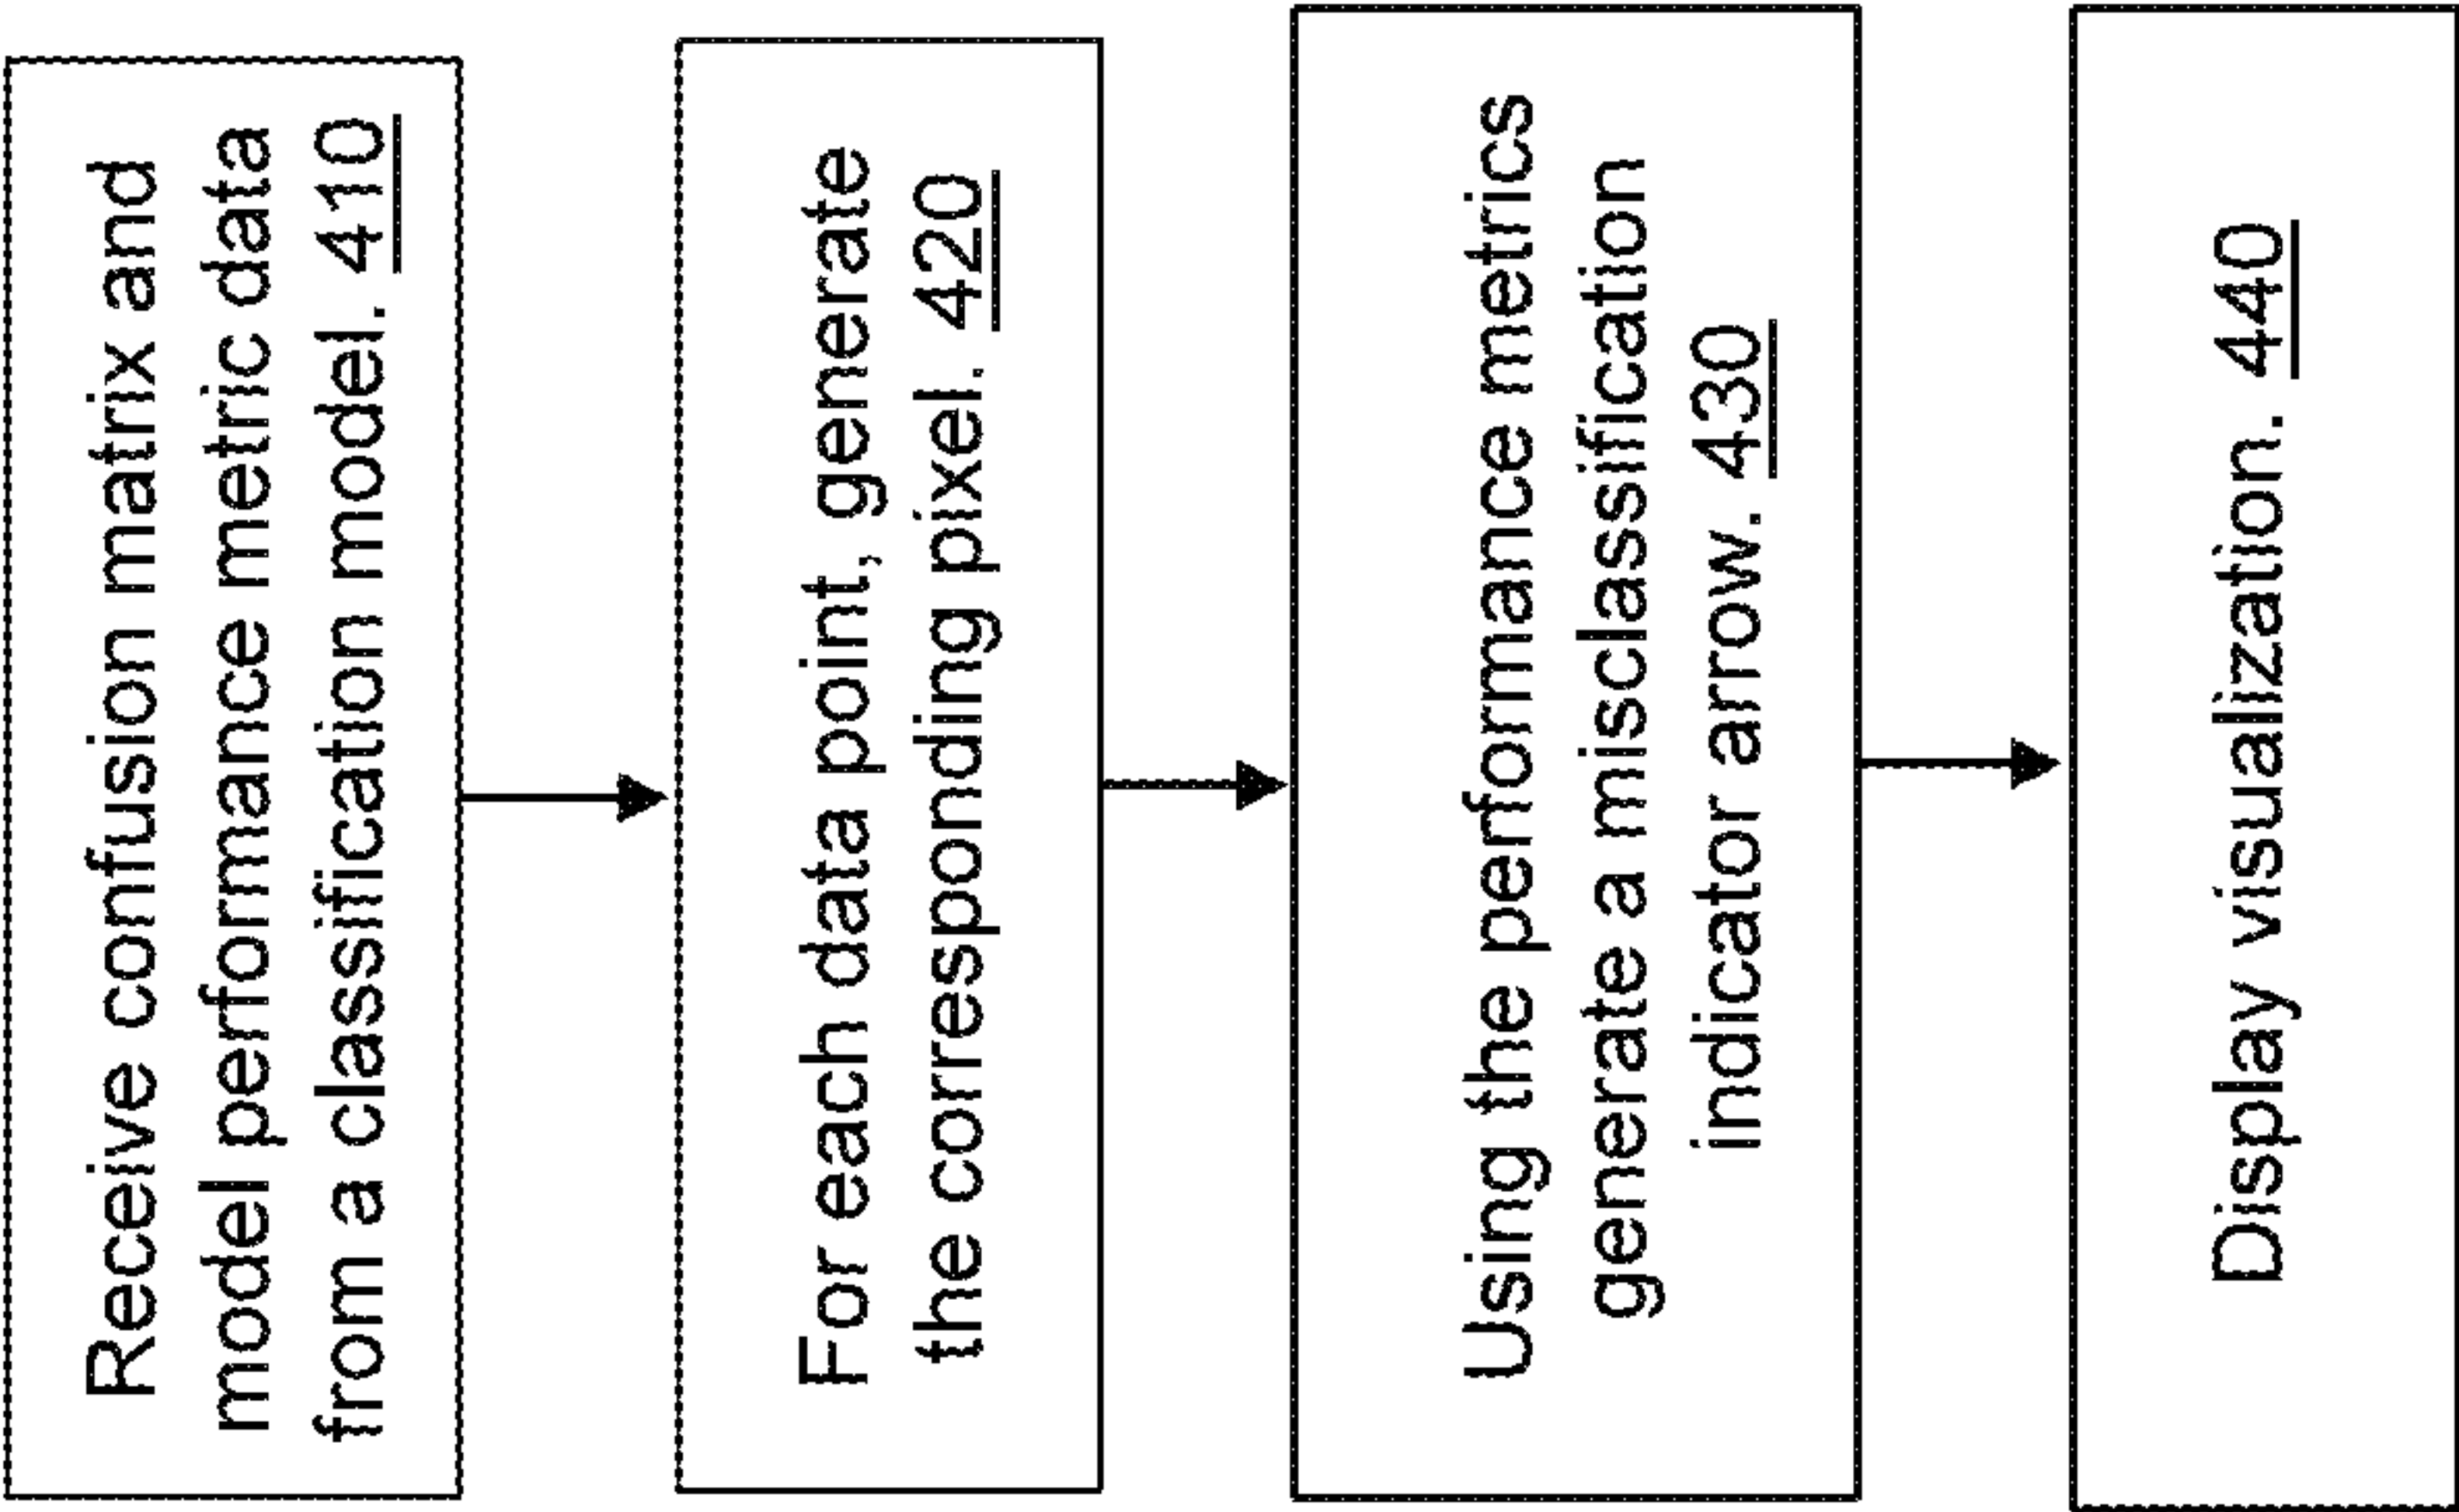 Receive confusion matrix and
model performance metric data
from a classification model. 410
For each data point, generate
the corresponding pixel. 420
Using the performance metrics
generate a misclassification
indicator arrow. 430
Display visualization. 440